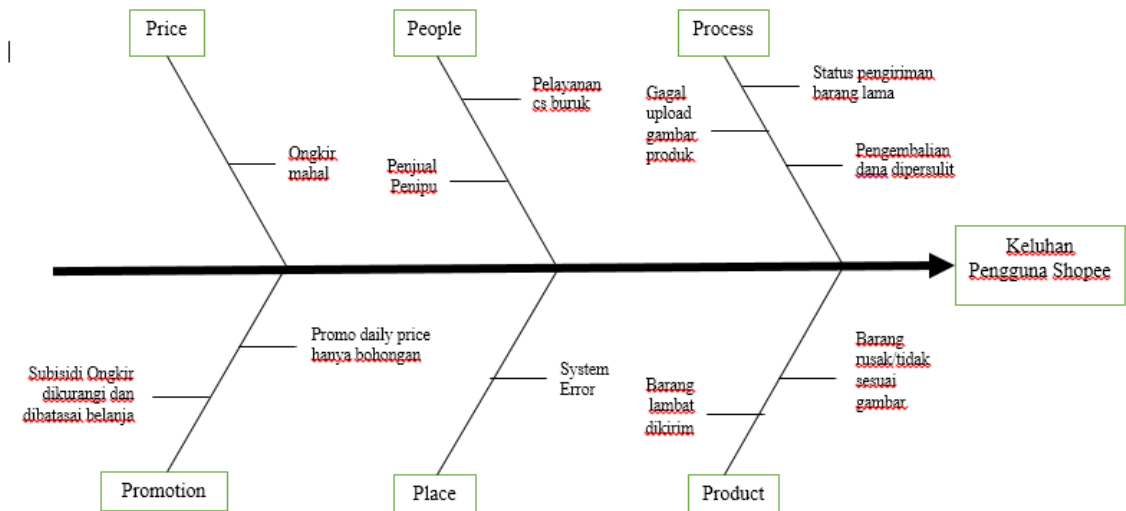 Price
People
Process
Pelayanan
cs buruk
Gagal
upload
gambar
produk
Status pengiriman
barang lama
Ongkir
mahal
Penjual
Penipu
Pengembalian
dana dipersulit
Keluhan
Pengguna Shopee
Promo daily price
hanya bohongan
Subisidi Ongkir
dikurangi dan
dibatasai belanja
System
Error
Barang
lambat
dikirim
Barang
rusak/tidak
sesuai
gambar
Promotion
Place
Product